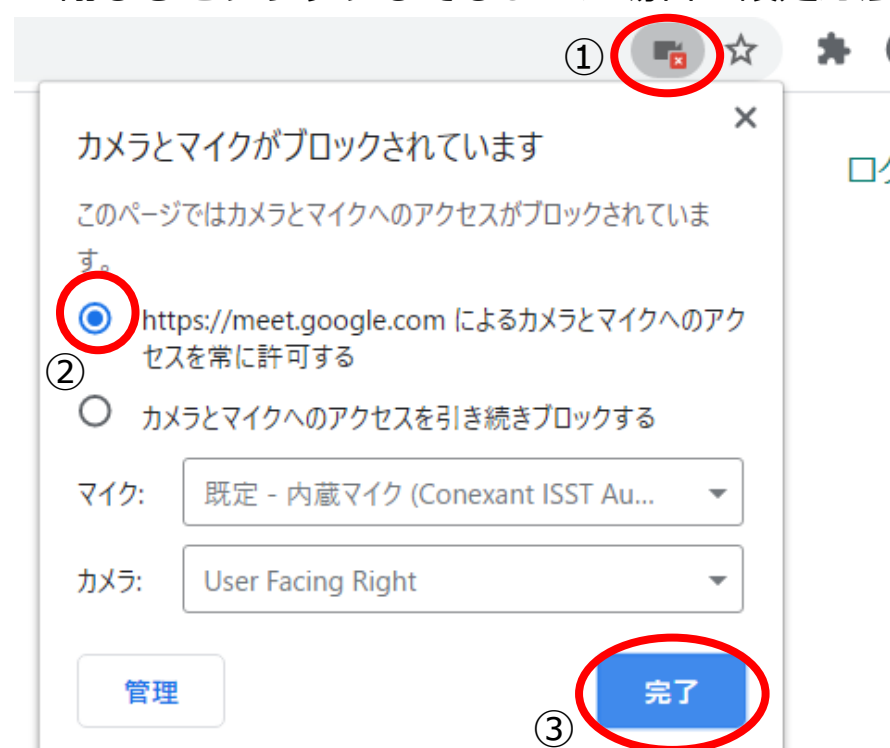 ①
カメラとマイクがブロックされています
このページではカメラとマイクへのアクセスがブロックされていま
す。
https://meet.google.com によるカメラとマイクへのアク
セスを常に許可する
②
カメラとマイクへのアクセスを引き続きブロックする
マイク: 既定 - 内蔵マイク (Conexant ISST Au...
カメラ: User Facing Right
管理
完了
③